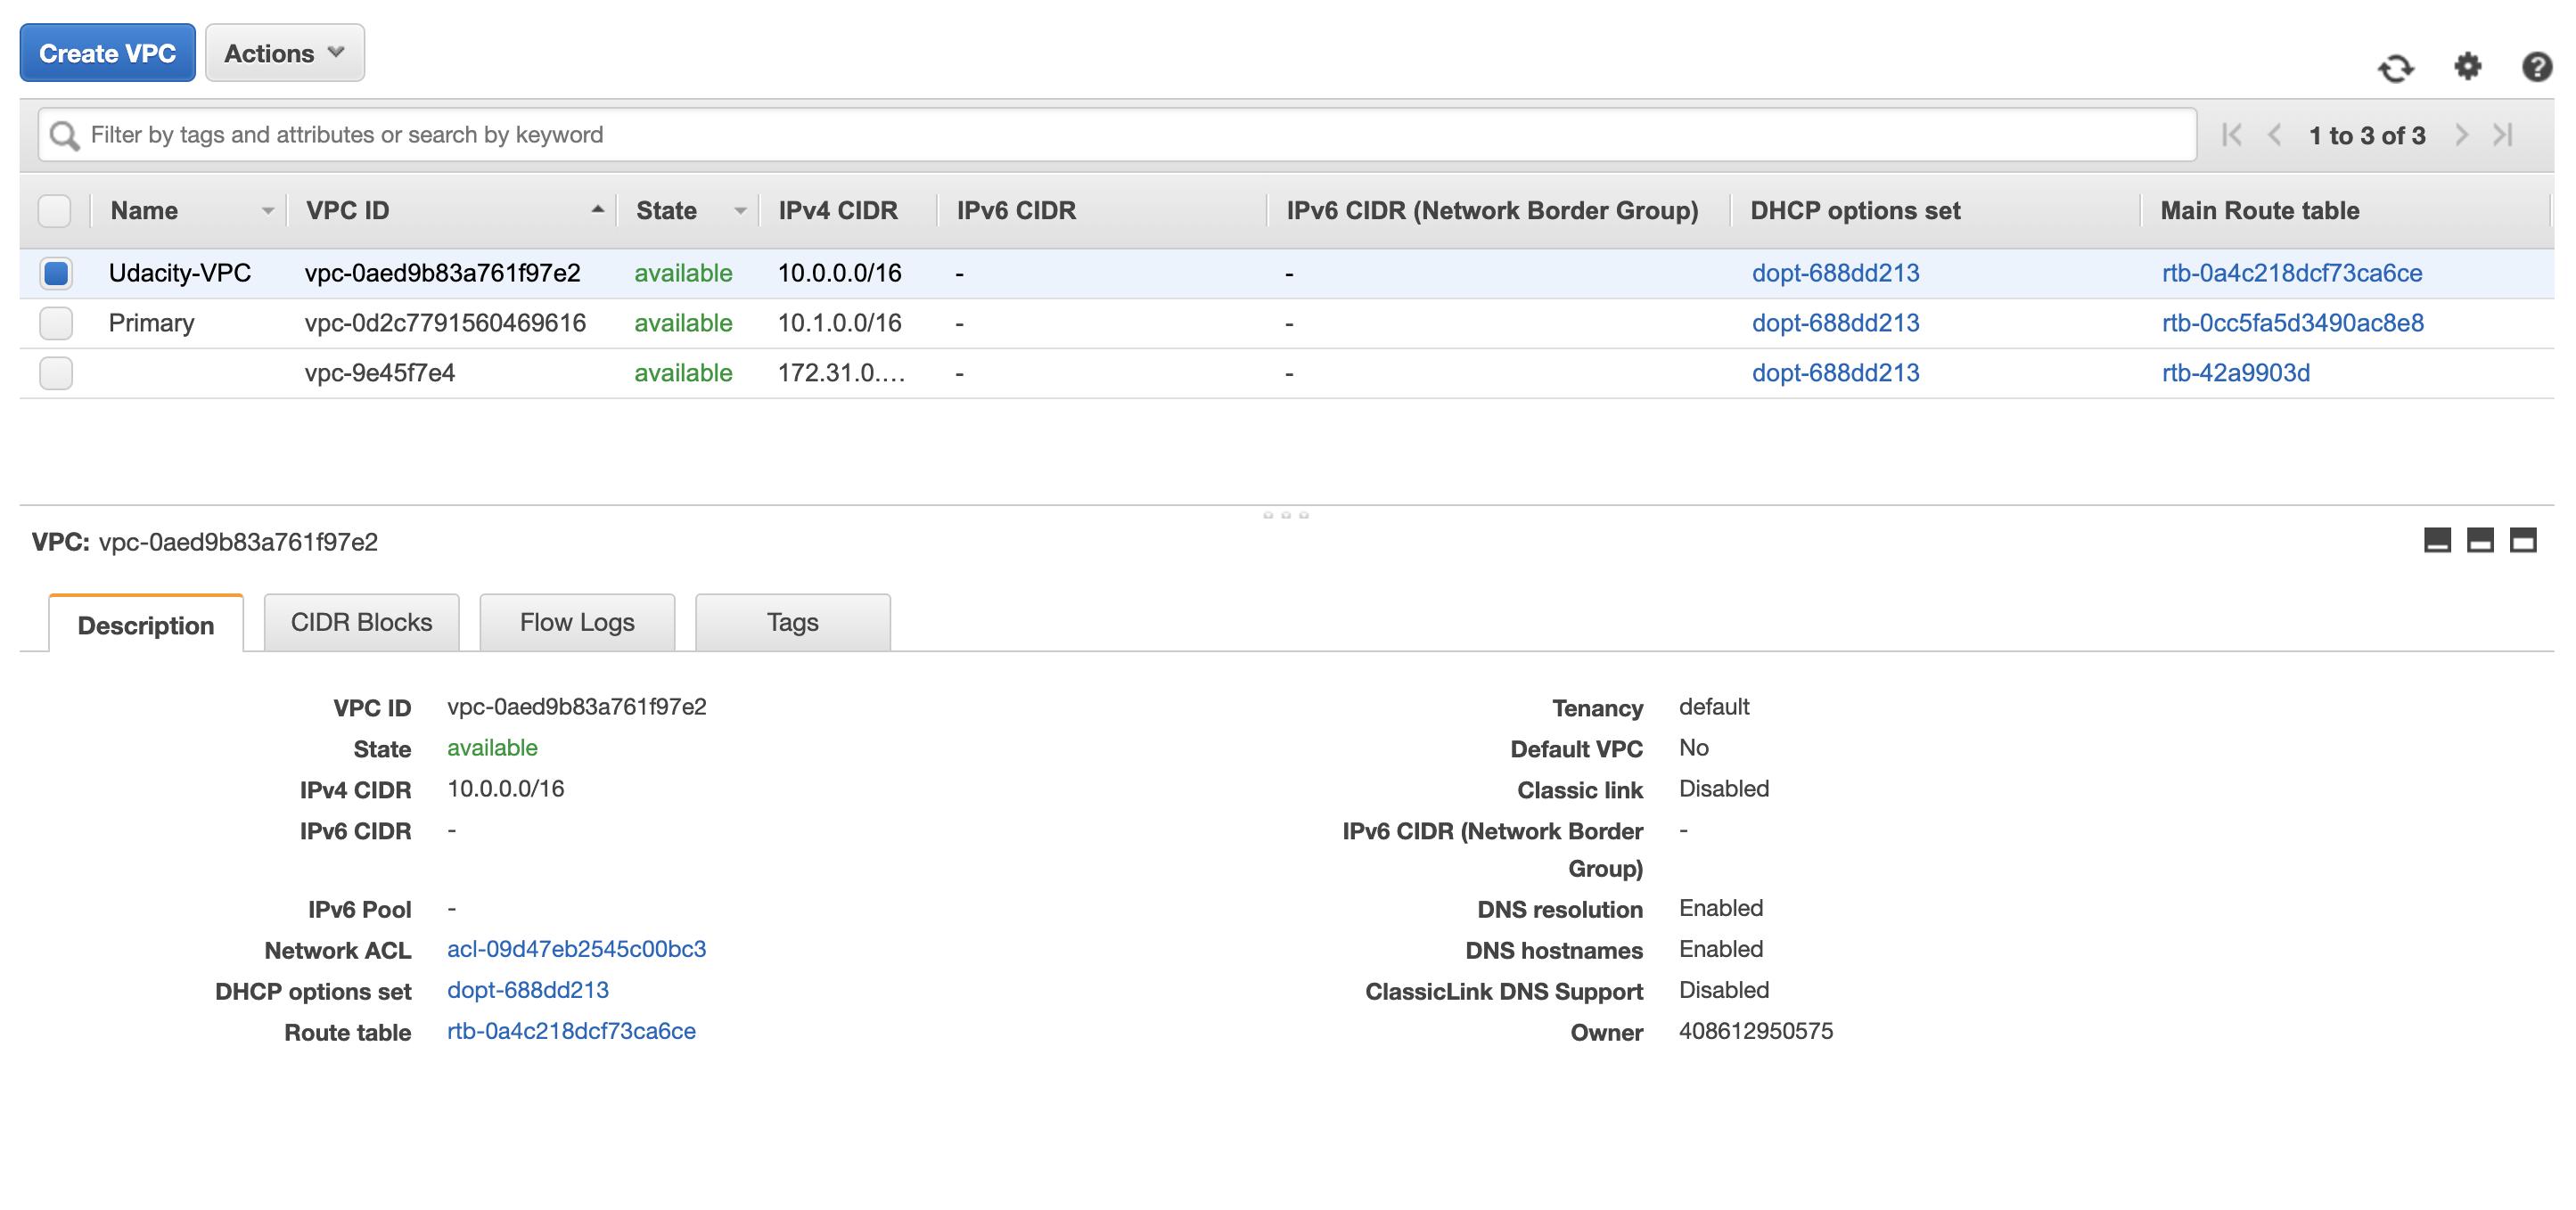 Create VPC Actions
Filter by tags and attributes or search by keyword 1 to 3 of 3
Name VPC ID State IPv4 CIDR IPv6 CIDR IPv6 CIDR (Network Border Group) DHCP options set Main Route table
Udacity-VPC vpc-0aed9b83a761f97e2 available 10.0.0.0/16 - - dopt-688dd213 rtb-0a4c218dcf73ca6ce
Primary vpc-0d2c7791560469616 available 10.1.0.0/16 - - dopt-688dd213 rtb-0cc5fa5d3490ac8e8
vpc-9e45f7e4 available 172.31.0.... - - dopt-688dd213 rtb-42a9903d
VPC: vpc-0aed9b83a761f97e2
Description CIDR Blocks Flow Logs Tags
VPC ID vpc-0aed9b83a761f97e2 Tenancy default
State available Default VPC No
IPv4 CIDR 10.0.0.0/16 Classic link Disabled
IPv6 CIDR - IPv6 CIDR (Network Border -
Group)
IPv6 Pool - DNS resolution Enabled
Network ACL acl-09d47eb2545c00bc3 DNS hostnames Enabled
DHCP options set dopt-688dd213 ClassicLink DNS Support Disabled
Route table rtb-0a4c218dcf73ca6ce Owner 408612950575